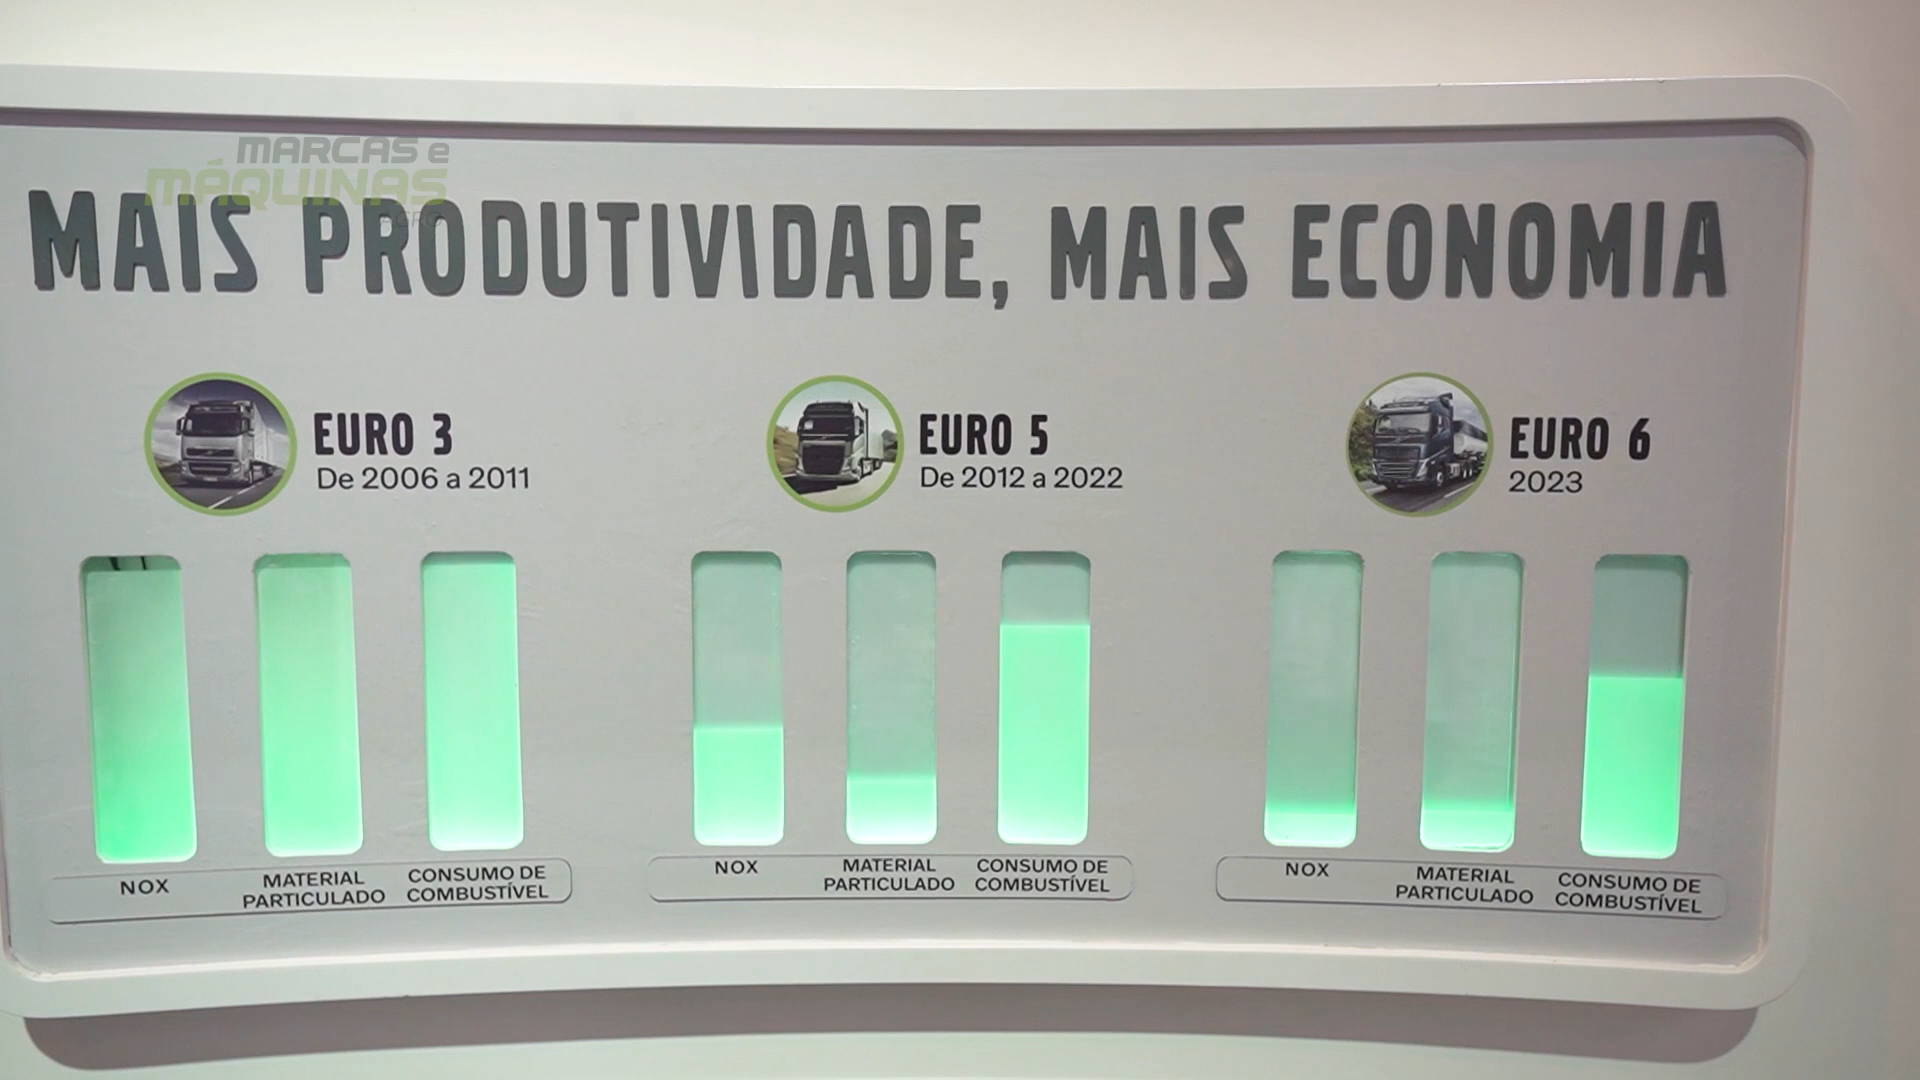 MARCAS e
MÁQUINAS
AGRO
MAIS PRODUTIVIDADE, MAIS ECONOMIA
EURO 3
De 2006 a 2011
EURO 5
De 2012 a 2022
EURO 6
2023
NOX
MATERIAL
PARTICULADO
CONSUMO DE
COMBUSTÍVEL
NOX
MATERIAL
PARTICULADO
CONSUMO DE
COMBUSTÍVEL
NOX
MATERIAL
PARTICULADO
CONSUMO DE
COMBUSTÍVEL